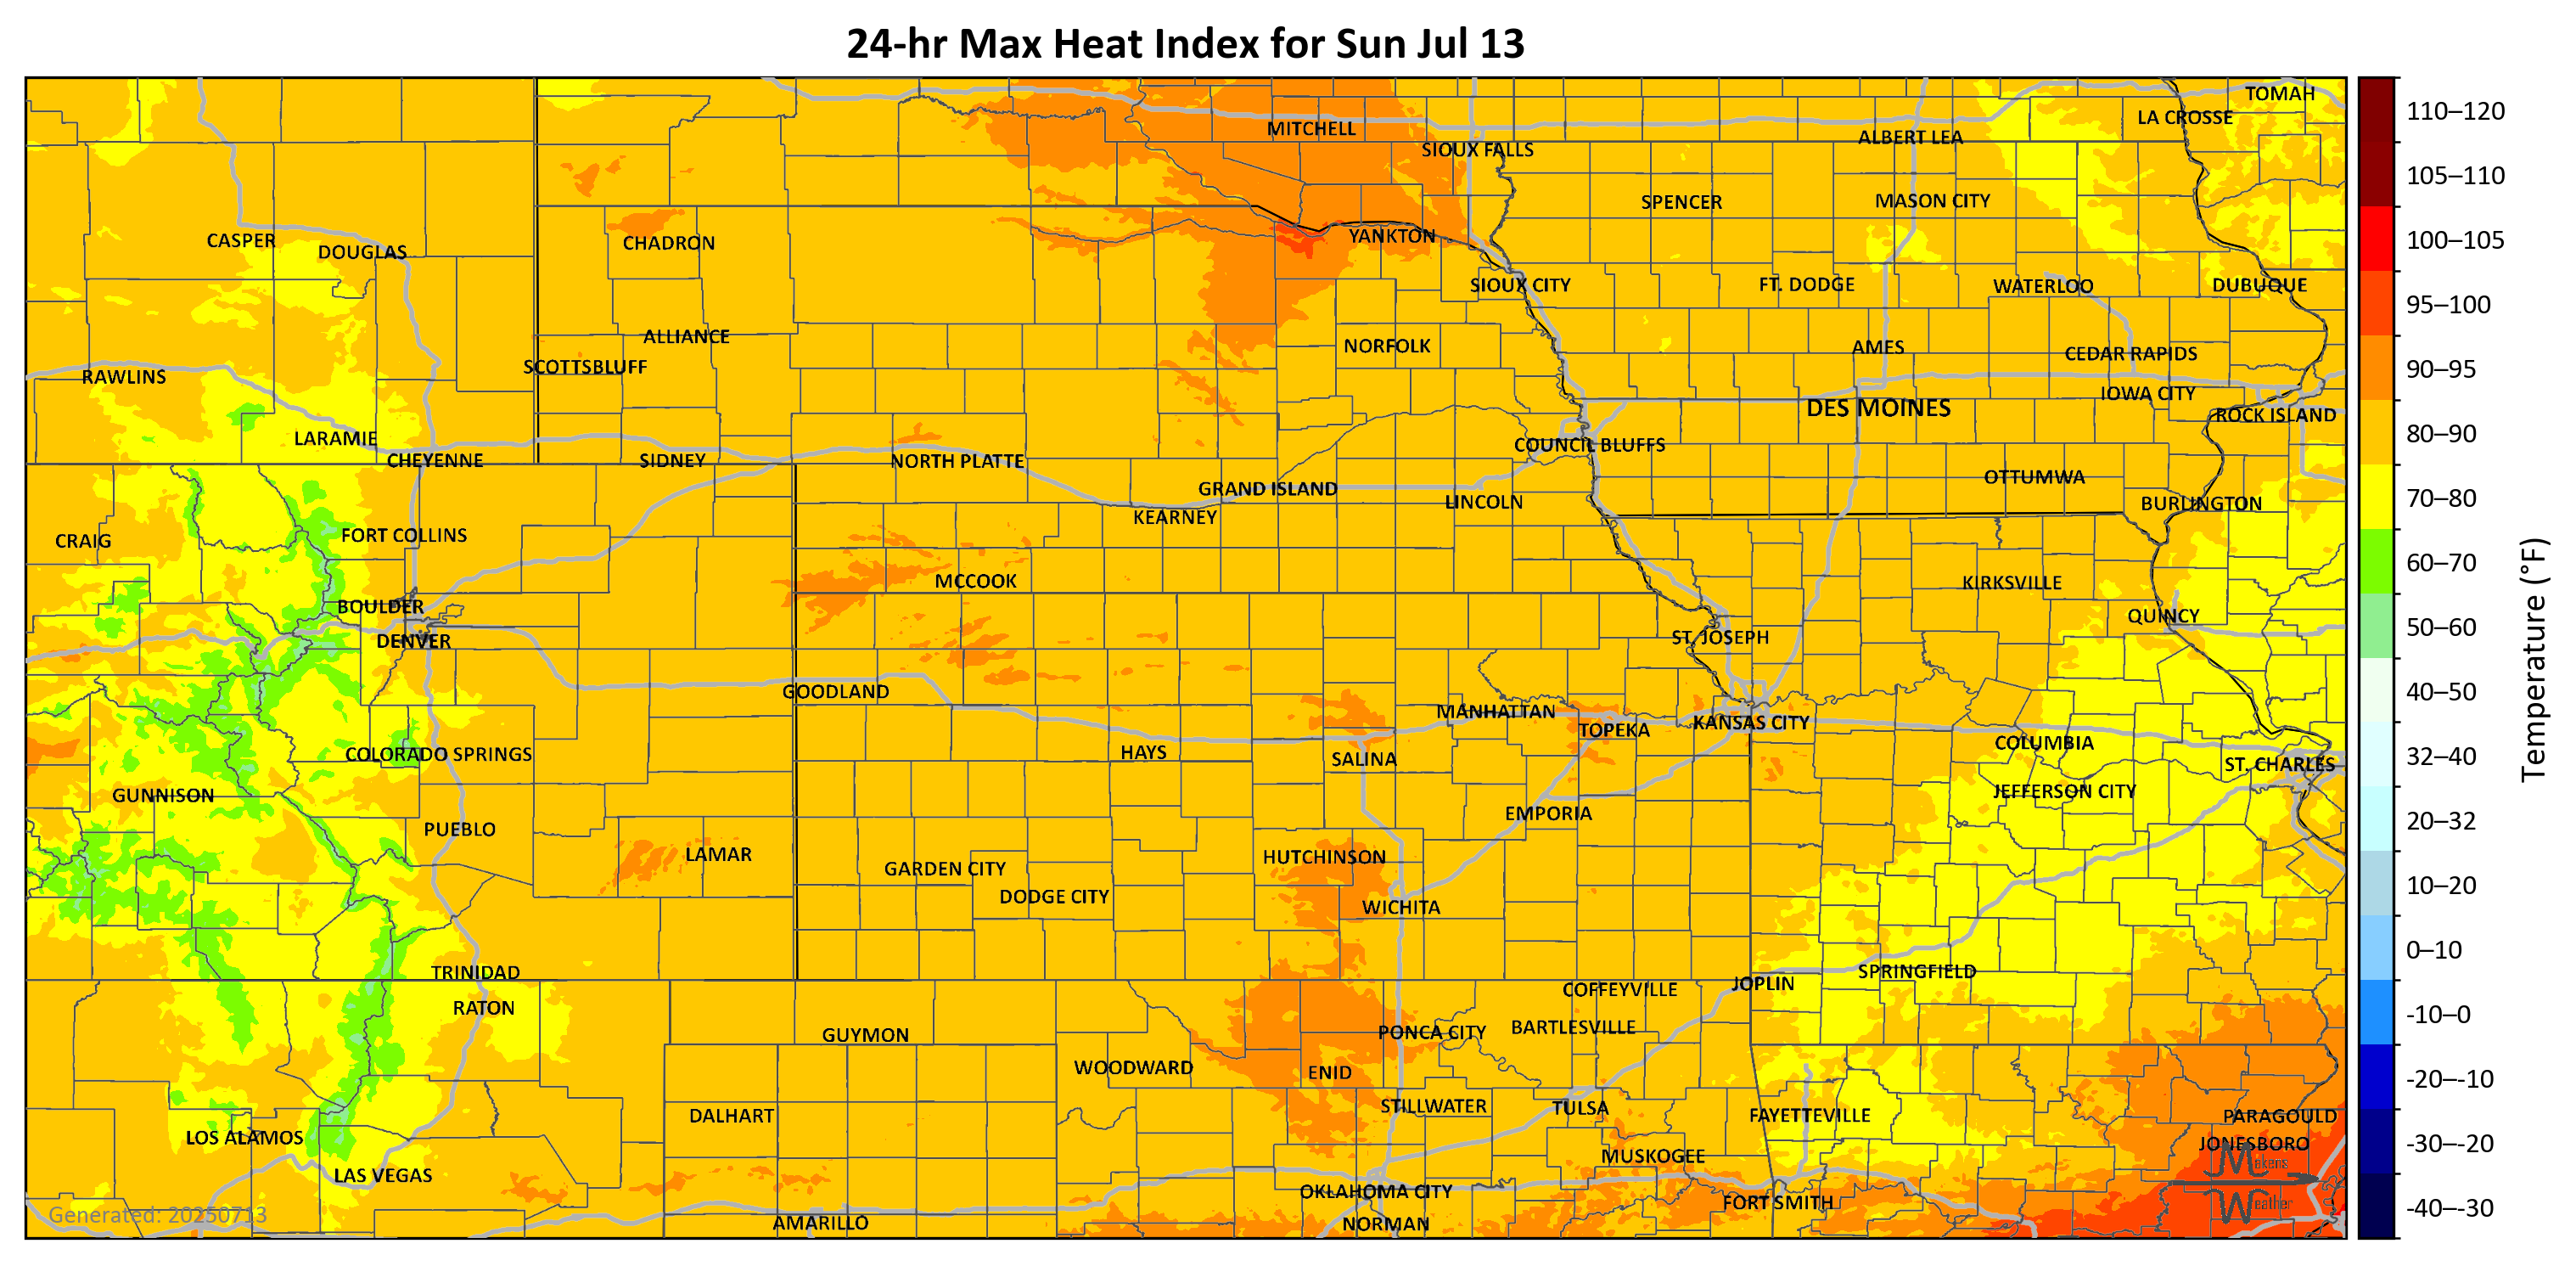 24-hr Max Heat Index for Sun Jul 13
TOMAH
LA CROSSE
MITCHELL
ALBERT LEA
SIOUX FALLS
SPENCER
MASON CITY
CASPER
DOUGLAS
CHADRON
YANKTON
SIOUX CITY
FT. DODGE
WATERLOO
DUBUQUE
ALLIANCE
NORFOLK
AMES
CEDAR RAPIDS
SCOTTSBLUFF
RAWLINS
IOWA CITY
DES MOINES
ROCK ISLAND
LARAMIE
COUNCIL BLUFFS
CHEYENNE
SIDNEY
NORTH PLATTE
OTTUMWA
GRAND ISLAND
LINCOLN
BURLINGTON
KEARNEY
FORT COLLINS
CRAIG
MCCOOK
KIRKSVILLE
BOULDER
QUINCY
DENVER
ST. JOSEPH
GOODLAND
MANHATTAN
KANSAS CITY
TOPEKA
COLUMBIA
HAYS
COLORADO SPRINGS
SALINA
ST. CHARLES
JEFFERSON CITY
GUNNISON
EMPORIA
PUEBLO
LAMAR
HUTCHINSON
GARDEN CITY
DODGE CITY
WICHITA
TRINIDAD
SPRINGFIELD
JOPLIN
COFFEYVILLE
RATON
BARTLESVILLE
PONCA CITY
GUYMON
WOODWARD
ENID
STILLWATER
TULSA
DALHART
FAYETTEVILLE
PARAGOULD
LOS ALAMOS
JONESBORO
MUSKOGEE
LAS VEGAS
OKLAHOMA CITY
FORT SMITH
AMARILLO
NORMAN
Makens
Weather
Generated: 20250713
110–120
105–110
100–105
95–100
90–95
80–90
70–80
60–70
50–60
40–50
32–40
20–32
10–20
0–10
-10–0
-20–-10
-30–-20
-40–-30
Temperature (°F)